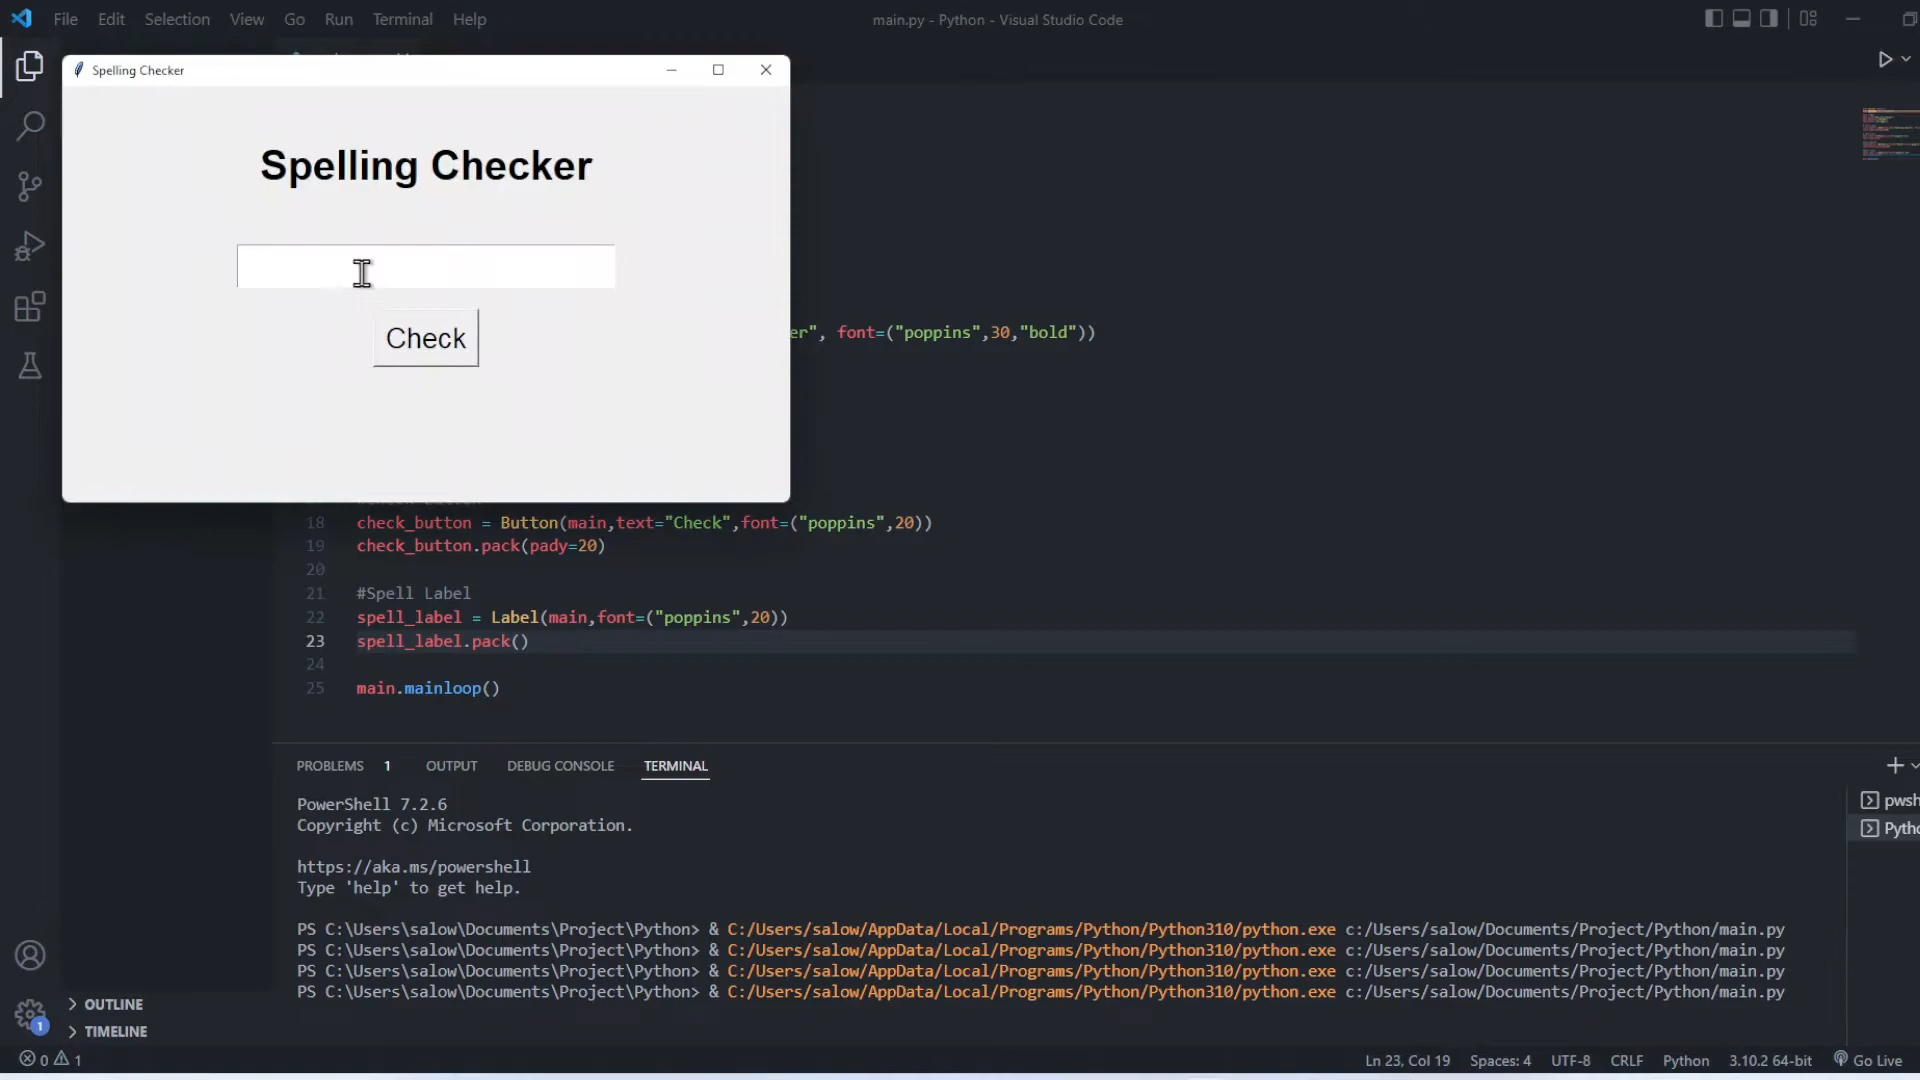 File Edit Selection View Go Run Terminal Help
main.py - Python - Visual Studio Code
Spelling Checker
Spelling Checker
Check
er", font=("poppins",30,"bold"))
18 check_button = Button(main,text="Check",font=("poppins",20))
19 check_button.pack(pady=20)
20
21 #Spell Label
22 spell_label = Label(main,font=("poppins",20))
23 spell_label.pack()
24
25 main.mainloop()
PROBLEMS 1 OUTPUT DEBUG CONSOLE TERMINAL
PowerShell 7.2.6
Copyright (c) Microsoft Corporation.
https://aka.ms/powershell
Type 'help' to get help.
PS C:\Users\salow\Documents\Project\Python> & C:/Users/salow/AppData/Local/Programs/Python/Python310/python.exe c:/Users/salow/Documents/Project/Python/main.py
PS C:\Users\salow\Documents\Project\Python> & C:/Users/salow/AppData/Local/Programs/Python/Python310/python.exe c:/Users/salow/Documents/Project/Python/main.py
PS C:\Users\salow\Documents\Project\Python> & C:/Users/salow/AppData/Local/Programs/Python/Python310/python.exe c:/Users/salow/Documents/Project/Python/main.py
PS C:\Users\salow\Documents\Project\Python> & C:/Users/salow/AppData/Local/Programs/Python/Python310/python.exe c:/Users/salow/Documents/Project/Python/main.py
pwsh
Pytho
1
OUTLINE
TIMELINE
0 1
Ln 23, Col 19 Spaces: 4 UTF-8 CRLF Python 3.10.2 64-bit Go Live